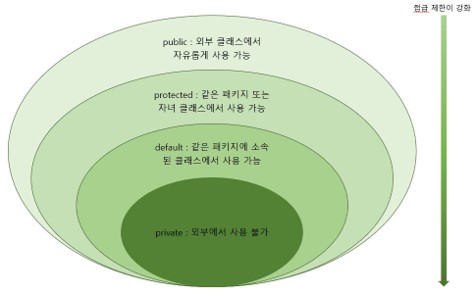 접급 제한이 강화
public : 외부 클래스에서
자유롭게 사용 가능
protected : 같은 패키지 또는
자녀 클래스에서 사용 가능
default : 같은 패키지에 소속
된 클래스에서 사용 가능
private : 외부에서 사용 불가